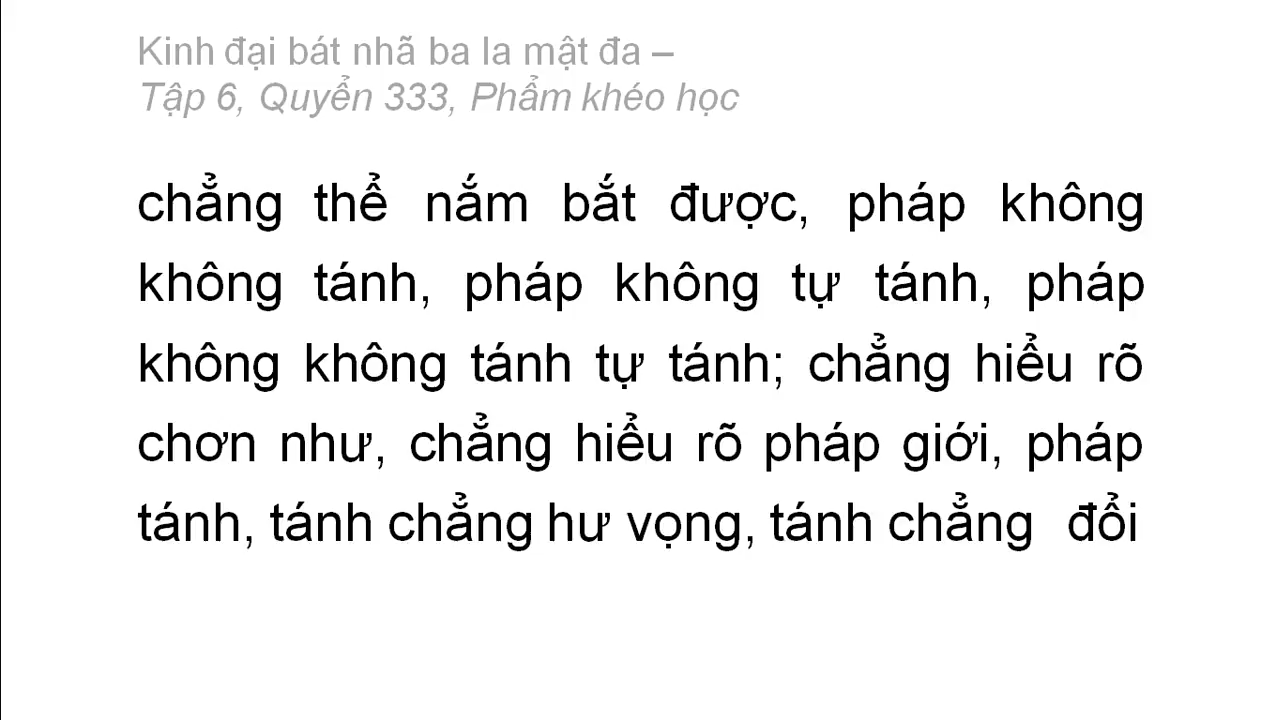 Kinh đại bát nhã ba la mật đa –
Tập 6, Quyển 333, Phẩm khéo học
chẳng thể nắm bắt được, pháp không
không tánh, pháp không tự tánh, pháp
không không tánh tự tánh; chẳng hiểu rõ
chơn như, chẳng hiểu rõ pháp giới, pháp
tánh, tánh chẳng hư vọng, tánh chẳng đổi